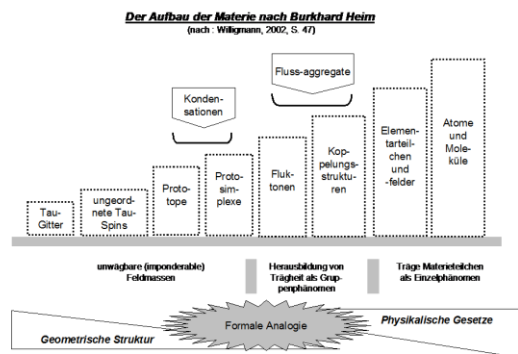 Der Aufbau der Materie nach Burkhard Heim
(nach : Willigmann, 2002, S. 47)
Konden-
sationen
Fluss-aggregate
Tau-
Gitter
ungeord-
nete Tau-
Spins
Proto-
tope
Proto-
sim-
plexe
Fluk-
tonen
Kop-
pelungs-
struktu-
ren
Elemen-
tarteil-
chen
und
-felder
Atome
und
Mole-
küle
unwägbare (imponderable)
Feldmassen
Herausbildung von
Trägheit als Grup-
penphänomen
Träge Materieteilchen
als Einzelphänomen
Geometrische Struktur
Formale Analogie
Physikalische Gesetze